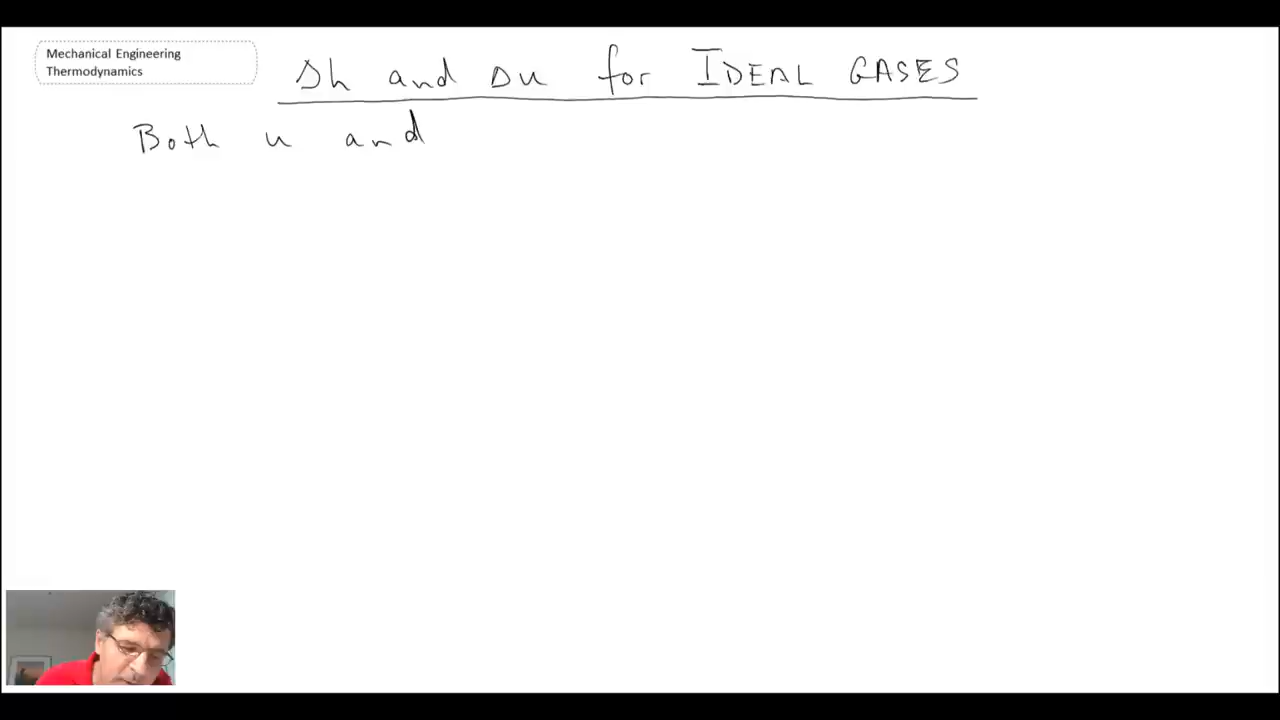 Mechanical Engineering
Thermodynamics
Δh and Δu for IDEAL GASES
Both u and